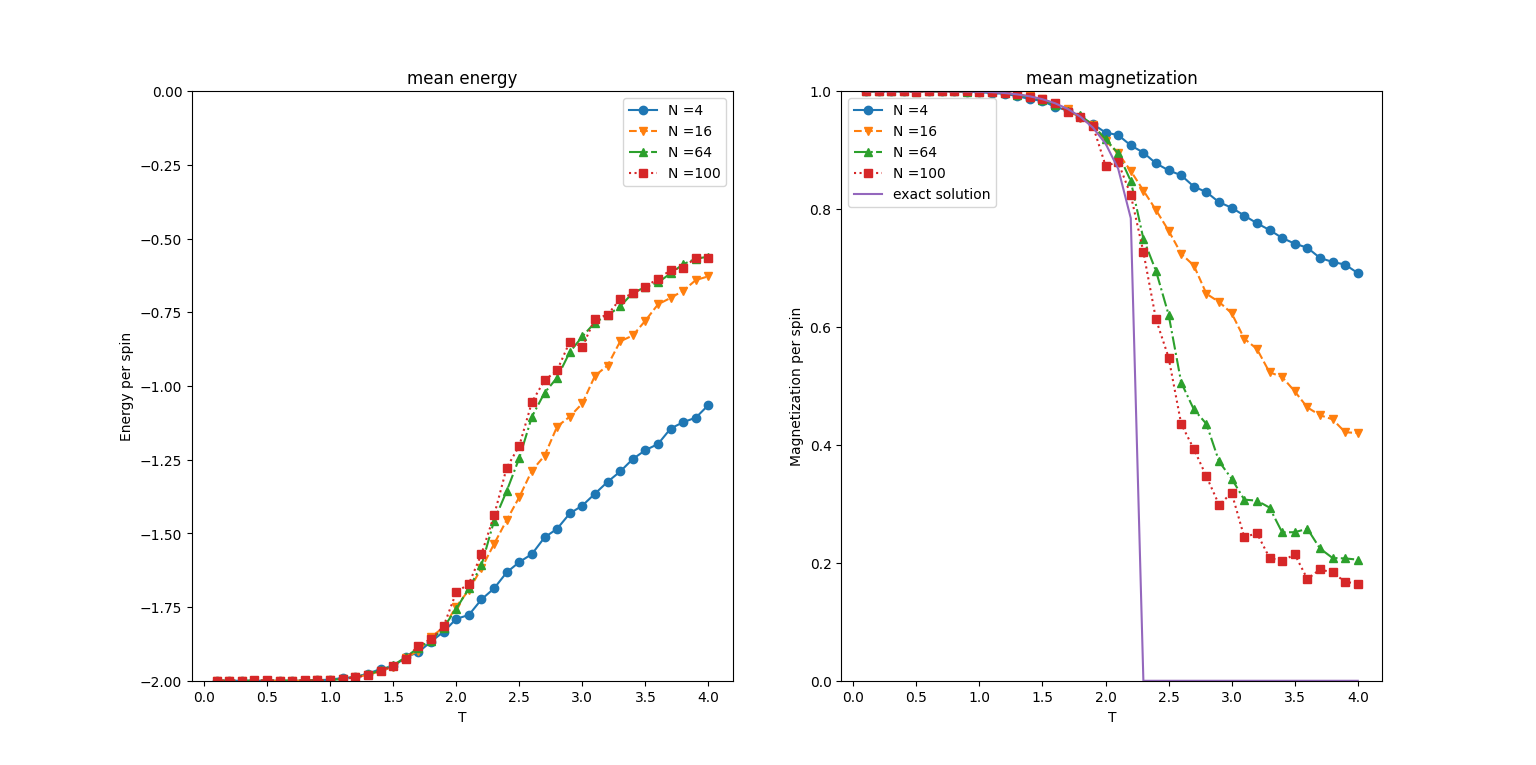 mean energy
0.00
−0.25
−0.50
−0.75
−1.00
−1.25
−1.50
−1.75
−2.00
Energy per spin
N =4
N =16
N =64
N =100
0.0 0.5 1.0 1.5 2.0 2.5 3.0 3.5 4.0
T
mean magnetization
1.0
0.8
0.6
0.4
0.2
0.0
Magnetization per spin
N =4
N =16
N =64
N =100
exact solution
0.0 0.5 1.0 1.5 2.0 2.5 3.0 3.5 4.0
T